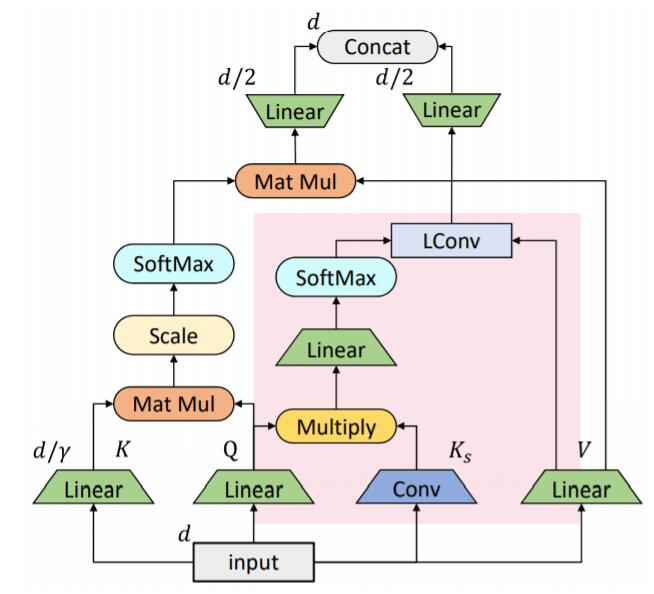 d
Concat
d/2
d/2
Linear
Linear
Mat Mul
LConv
SoftMax
SoftMax
Scale
Linear
Mat Mul
Multiply
d/γ
K
Q
K_s
V
Linear
Linear
Conv
Linear
d
input